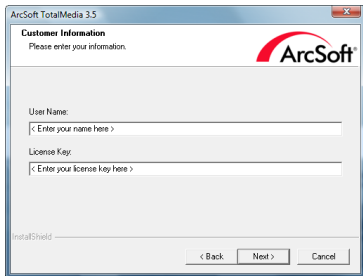 ArcSoft TotalMedia 3.5
Customer Information
Please enter your information.
ArcSoft®
User Name:
< Enter your name here >
License Key:
< Enter your license key here >
InstallShield
< Back
Next >
Cancel